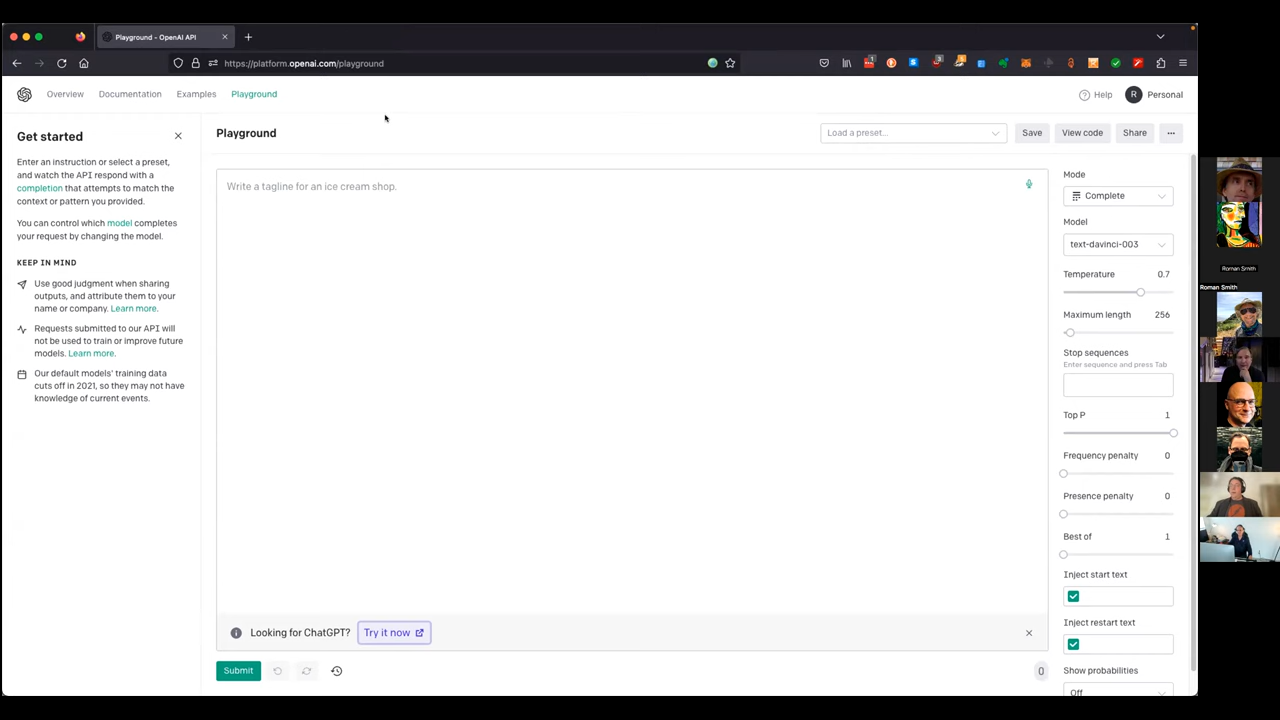 Playground - OpenAI API
https://platform.openai.com/playground
Overview
Documentation
Examples
Playground
Help
R
Personal
Get started
Enter an instruction or select a preset,
and watch the API respond with a
completion that attempts to match the
context or pattern you provided.
You can control which model completes
your request by changing the model.
KEEP IN MIND
Use good judgment when sharing
outputs, and attribute them to your
name or company. Learn more.
Requests submitted to our API will
not be used to train or improve future
models. Learn more.
Our default models' training data
cuts off in 2021, so they may not have
knowledge of current events.
Playground
Load a preset...
Save
View code
Share
...
Write a tagline for an ice cream shop.
Looking for ChatGPT?
Try it now
Submit
0
Mode
Complete
Model
text-davinci-003
Temperature 0.7
Maximum length 256
Stop sequences
Enter sequence and press Tab
Top P 1
Frequency penalty 0
Presence penalty 0
Best of 1
Inject start text
Inject restart text
Show probabilities
Off
Roman Smith
Roman Smith